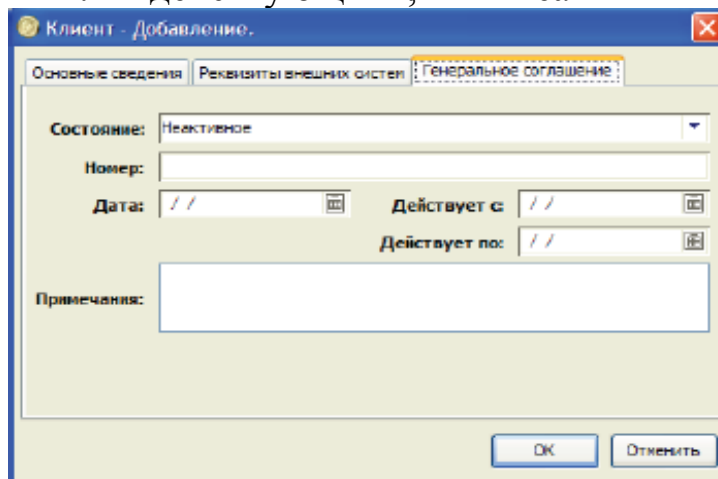 Клиент - Добавление.
Основные сведения Реквизиты внешних систем Генеральное соглашение
Состояние: Неактивное
Номер:
Дата: / / Действует с: / /
Действует по: / /
Примечания:
OK Отменить